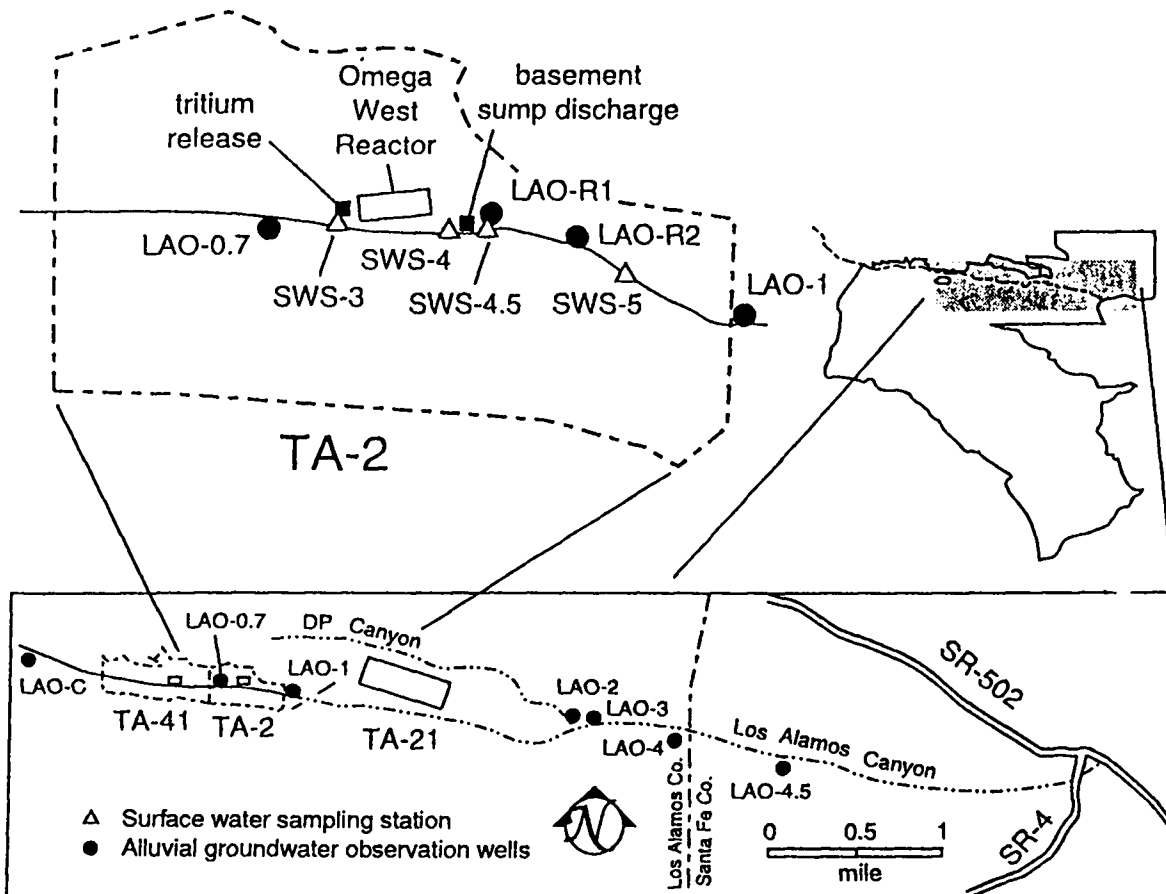 tritium
release
Omega
West
Reactor
basement
sump discharge
LAO-R1
LAO-R2
LAO-0.7
SWS-4
SWS-3
SWS-4.5
SWS-5
LAO-1
TA-2
LAO-0.7
DP Canyon
LAO-1
LAO-C
TA-41
TA-2
TA-21
LAO-2
LAO-3
LAO-4
Los Alamos Canyon
LAO-4.5
SR-502
SR-4
Los Alamos Co.
Santa Fe Co.
Surface water sampling station
Alluvial groundwater observation wells
N
0 0.5 1
mile